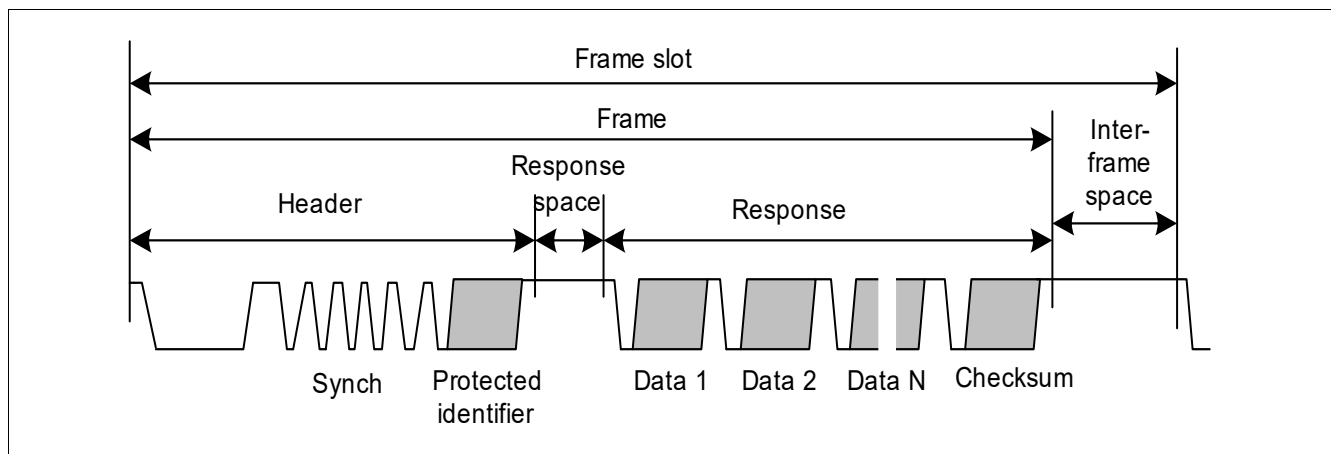 Frame slot
Frame
Inter-
frame
space
Response
space
Header
Response
Synch
Protected
identifier
Data 1
Data 2
Data N
Checksum